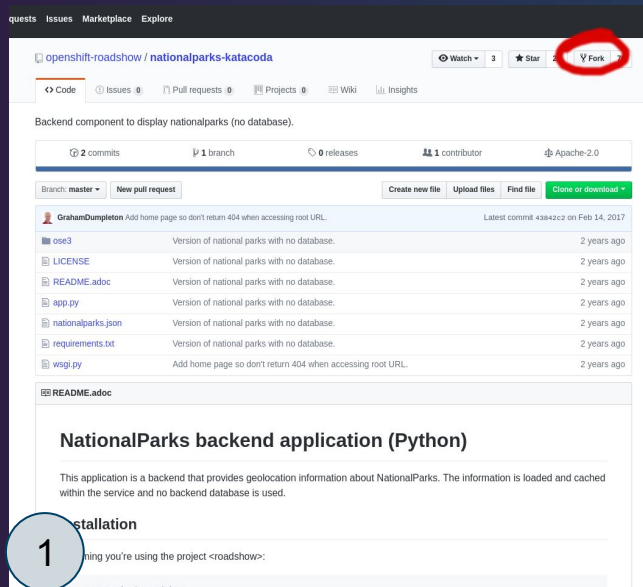 quests Issues Marketplace Explore
openshift-roadshow / nationalparks-katacoda
Watch 3 Star Fork
Code Issues 0 Pull requests 0 Projects 0 Wiki Insights
Backend component to display nationalparks (no database).
2 commits 1 branch 0 releases 1 contributor Apache-2.0
Branch: master New pull request Create new file Upload files Find file Clone or download
GrahamDumpleton Add home page so don't return 404 when accessing root URL. Latest commit 43842c2 on Feb 14, 2017
ose3 Version of national parks with no database. 2 years ago
LICENSE Version of national parks with no database. 2 years ago
README.adoc Version of national parks with no database. 2 years ago
app.py Version of national parks with no database. 2 years ago
nationalparks.json Version of national parks with no database. 2 years ago
requirements.txt Version of national parks with no database. 2 years ago
wsgi.py Add home page so don't return 404 when accessing root URL. 2 years ago
README.adoc
NationalParks backend application (Python)
This application is a backend that provides geolocation information about NationalParks. The information is loaded and cached
within the service and no backend database is used.
stallation
ming you're using the project <roadshow>:
1